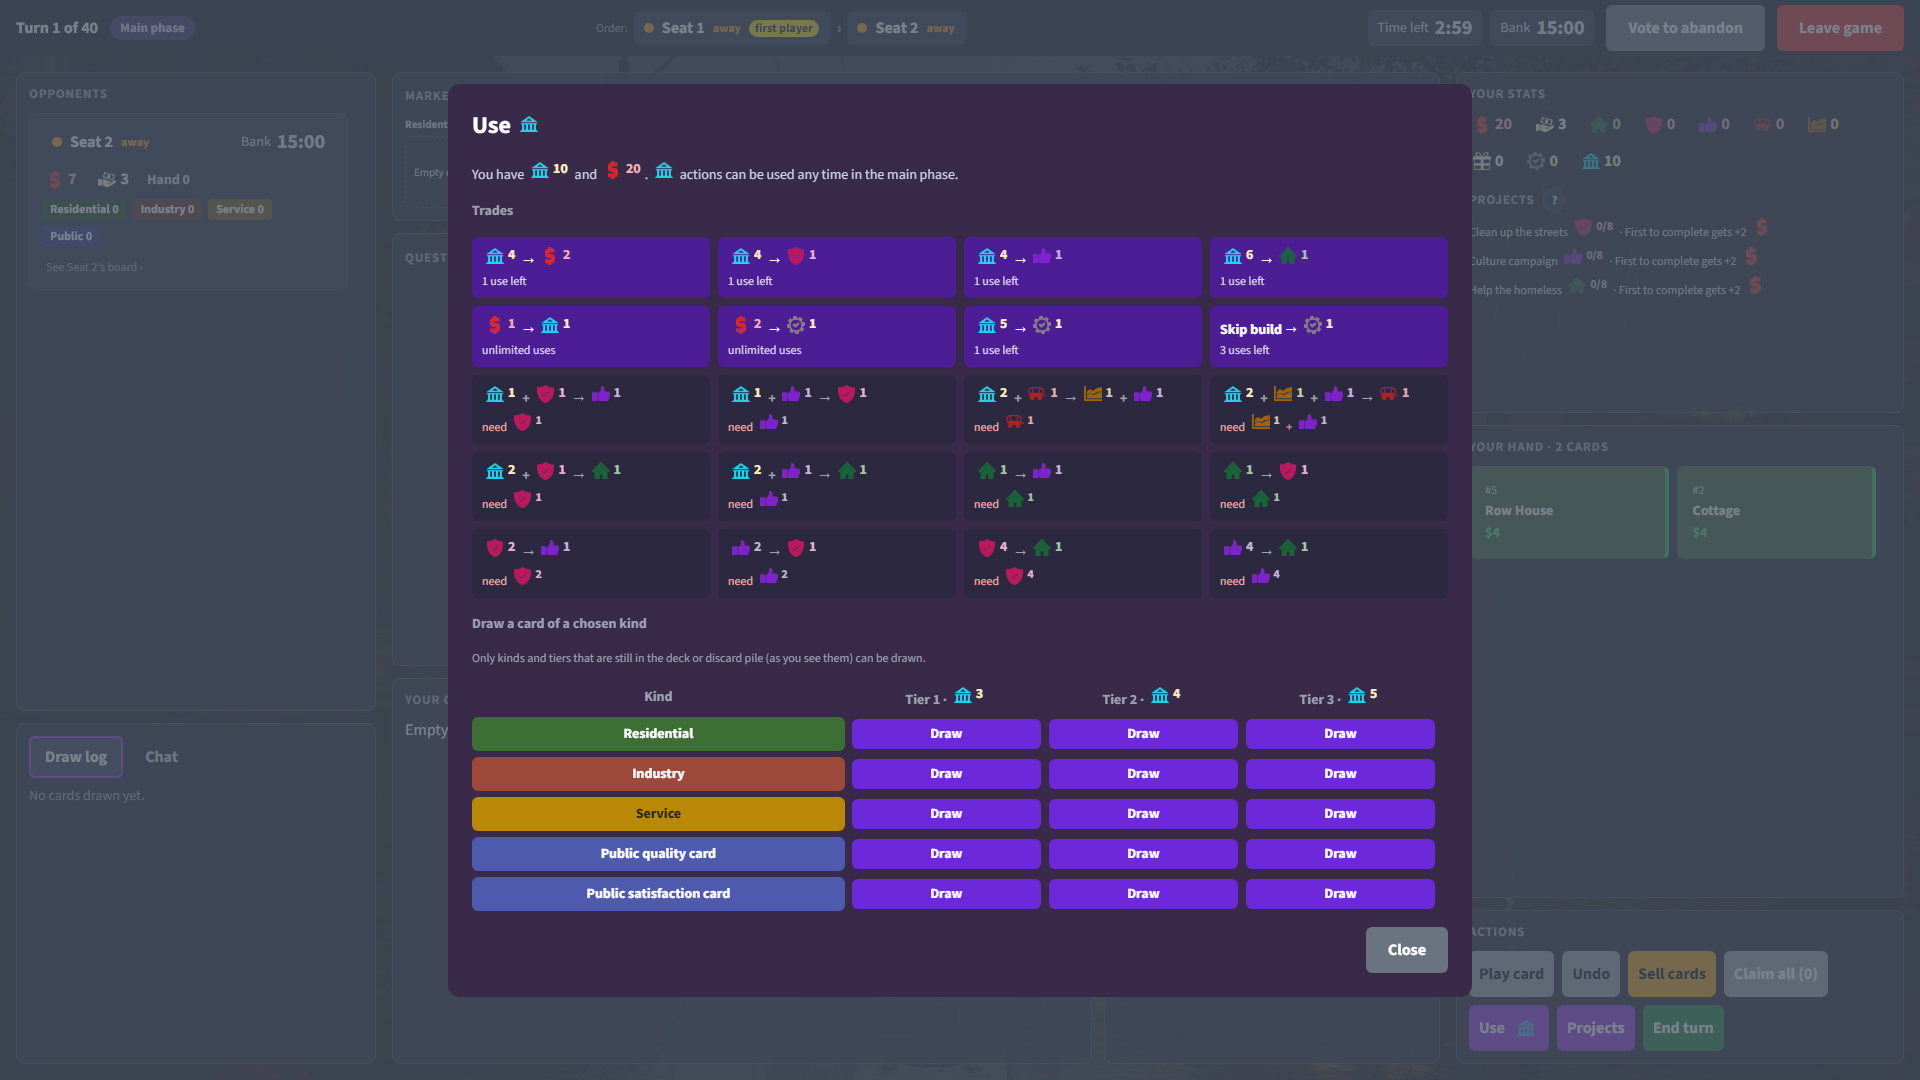 Turn 1 of 40 Main phase
Order: Seat 1 away first player › Seat 2 away
Time left 2:59 Bank 15:00 Vote to abandon Leave game
OPPONENTS
Seat 2 away Bank 15:00
7 3 Hand 0
Residential 0 Industry 0 Service 0
Public 0
See Seat 2's board ›
Draw log Chat
No cards drawn yet.
MARKE
Resident
Empty
QUEST
YOUR C
Empty
Use
You have 10 and $ 20 . actions can be used any time in the main phase.
Trades
4 → $ 2
1 use left
4 → 1
1 use left
4 → 1
1 use left
6 → 1
1 use left
$ 1 → 1
unlimited uses
$ 2 → 1
unlimited uses
5 → 1
1 use left
Skip build → 1
3 uses left
1 + 1 → 1
need 1
1 + 1 → 1
need 1
2 + 1 → 1 + 1
need 1
2 + 1 + 1 → 1
need 1 + 1
2 + 1 → 1
need 1
2 + 1 → 1
need 1
1 → 1
need 1
1 → 1
need 1
2 → 1
need 2
2 → 1
need 2
4 → 1
need 4
4 → 1
need 4
Draw a card of a chosen kind
Only kinds and tiers that are still in the deck or discard pile (as you see them) can be drawn.
Kind Tier 1 · 3 Tier 2 · 4 Tier 3 · 5
Residential Draw Draw Draw
Industry Draw Draw Draw
Service Draw Draw Draw
Public quality card Draw Draw Draw
Public satisfaction card Draw Draw Draw
Close
YOUR STATS
$ 20 3 0 0 0 0 0
0 0 10
PROJECTS ?
Clean up the streets 0/8 · First to complete gets +2 $
Culture campaign 0/8 · First to complete gets +2 $
Help the homeless 0/8 · First to complete gets +2 $
YOUR HAND · 2 CARDS
#5
Row House
$4
#2
Cottage
$4
ACTIONS
Play card Undo Sell cards Claim all (0)
Use Projects End turn